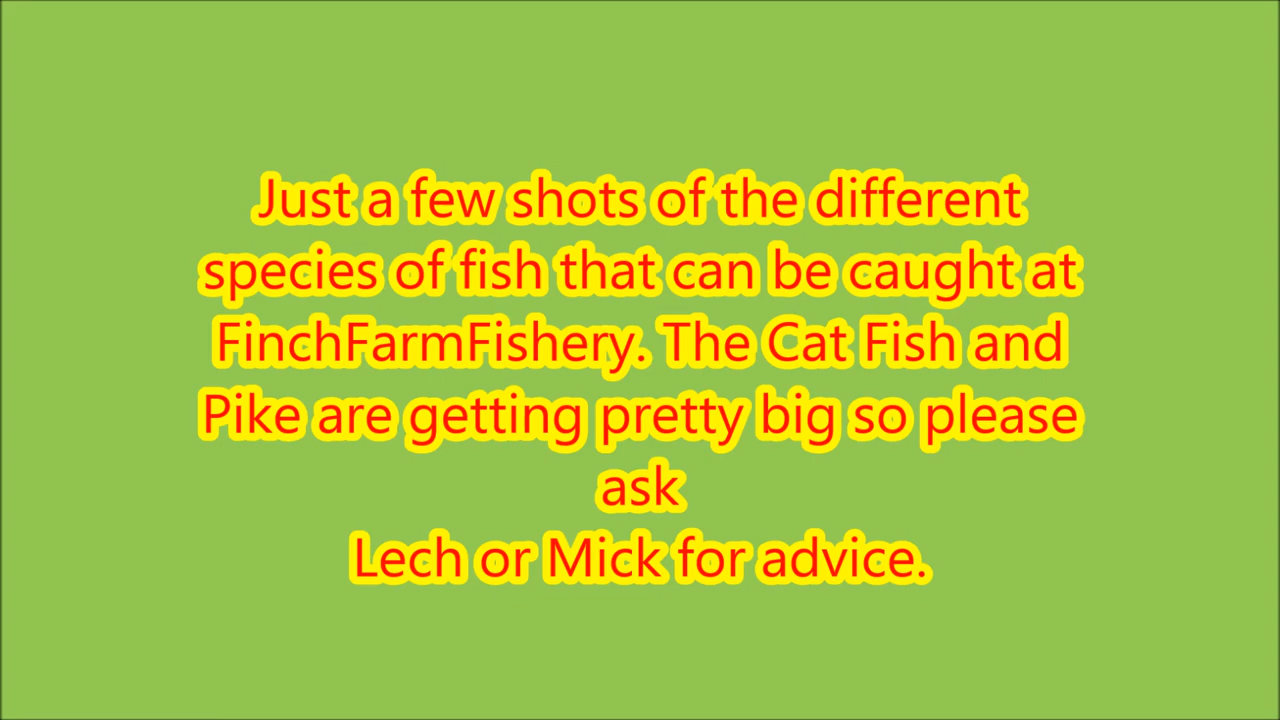 Just a few shots of the different
species of fish that can be caught at
FinchFarmFishery. The Cat Fish and
Pike are getting pretty big so please
ask
Lech or Mick for advice.